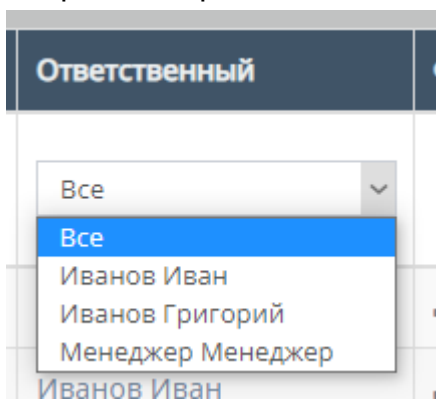 Ответственный
Все
Все
Иванов Иван
Иванов Григорий
Менеджер Менеджер
Иванов Иван